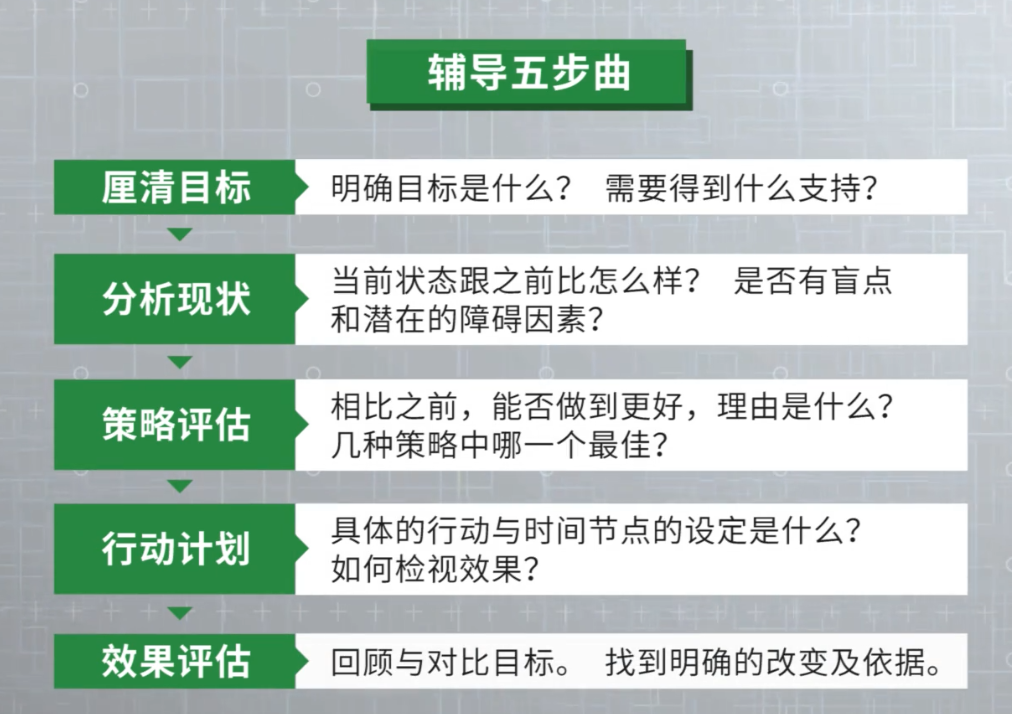 辅导五步曲
厘清目标
明确目标是什么？ 需要得到什么支持？
分析现状
当前状态跟之前比怎么样？ 是否有盲点
和潜在的障碍因素？
策略评估
相比之前，能否做到更好，理由是什么？
几种策略中哪一个最佳？
行动计划
具体的行动与时间节点的设定是什么？
如何检视效果？
效果评估
回顾与对比目标。 找到明确的改变及依据。